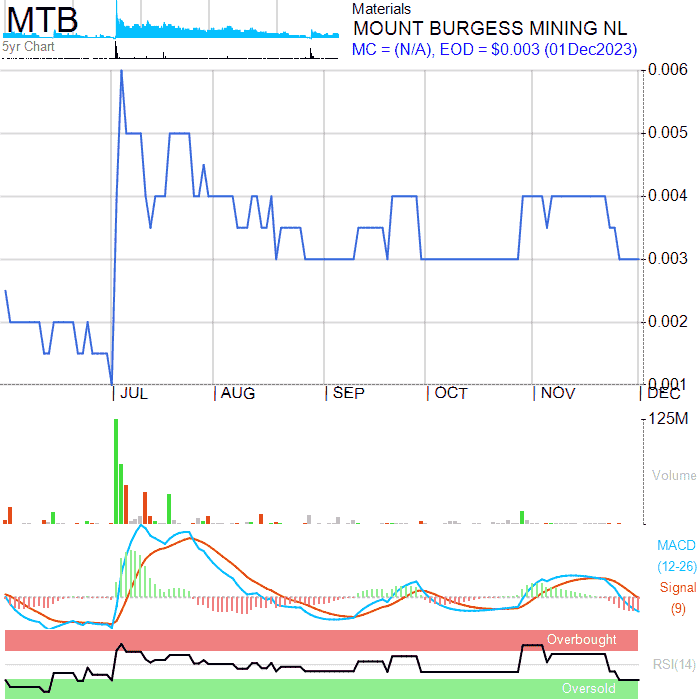 MTB
Materials
MOUNT BURGESS MINING NL
5yr Chart
MC = (N/A), EOD = $0.003 (01Dec2023)
0.006
0.005
0.004
0.003
0.002
0.001
JUL AUG SEP OCT NOV DEC
125M
Volume
MACD
(12-26)
Signal
(9)
Overbought
RSI(14)
Oversold